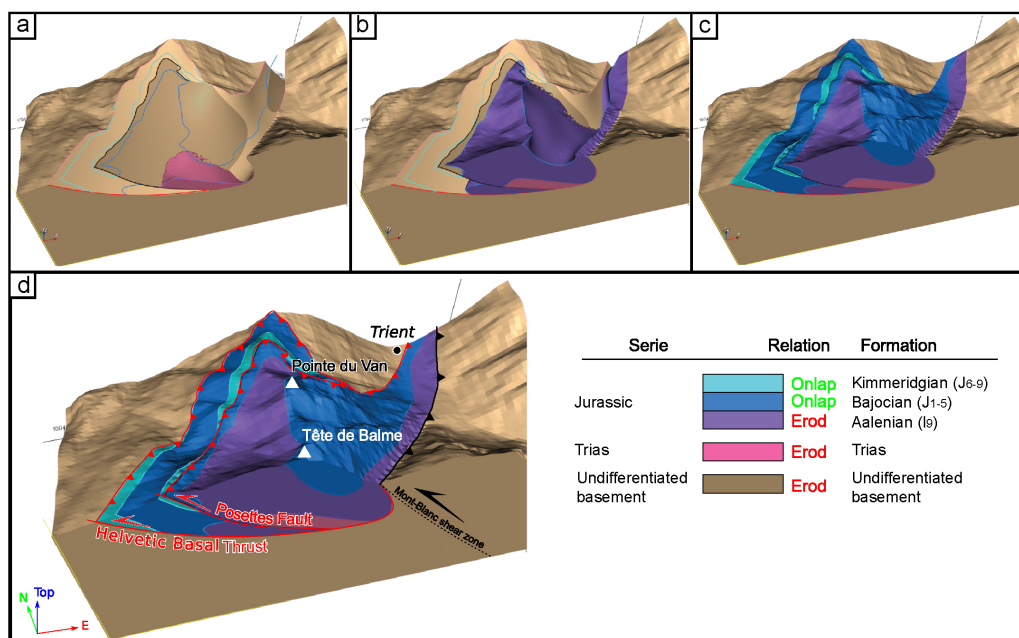 a
b
c
d
Trient
Pointe du Van
Tête de Balme
Posettes Fault
Helvetic Basal Thrust
Mont-Blanc shear zone
Top
N
E
Serie Relation Formation
Jurassic
Onlap Kimmeridgian (J6-9)
Onlap Bajocian (J1-5)
Erod Aalenian (l9)
Trias Erod Trias
Undifferentiated basement Erod Undifferentiated basement